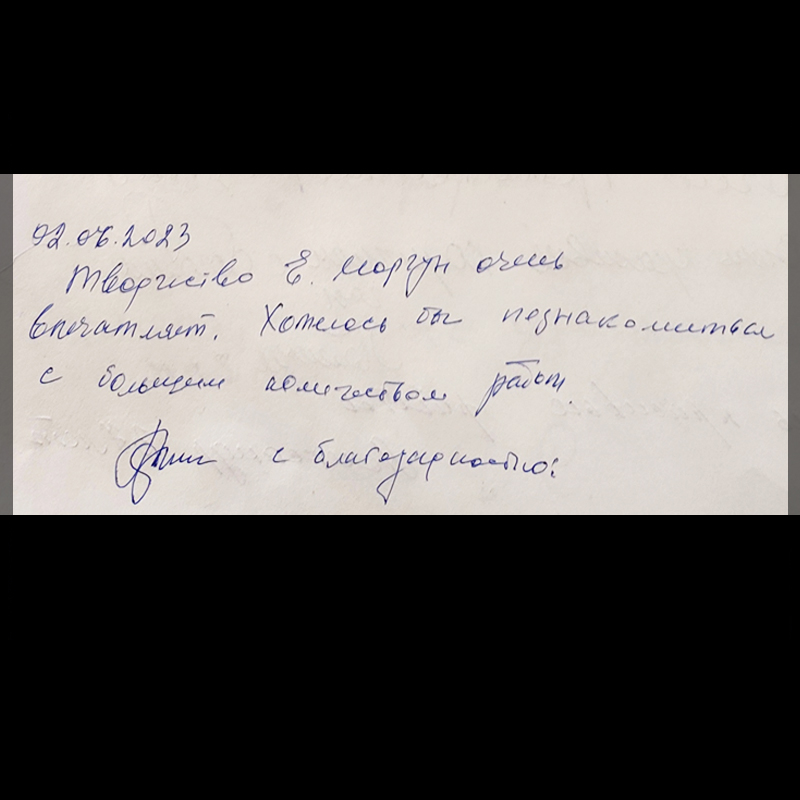 02.06.2023
Творчество Е. Моргун очень
впечатляет. Хотелось бы познакомиться
с большим количеством работ.
с благодарностью: